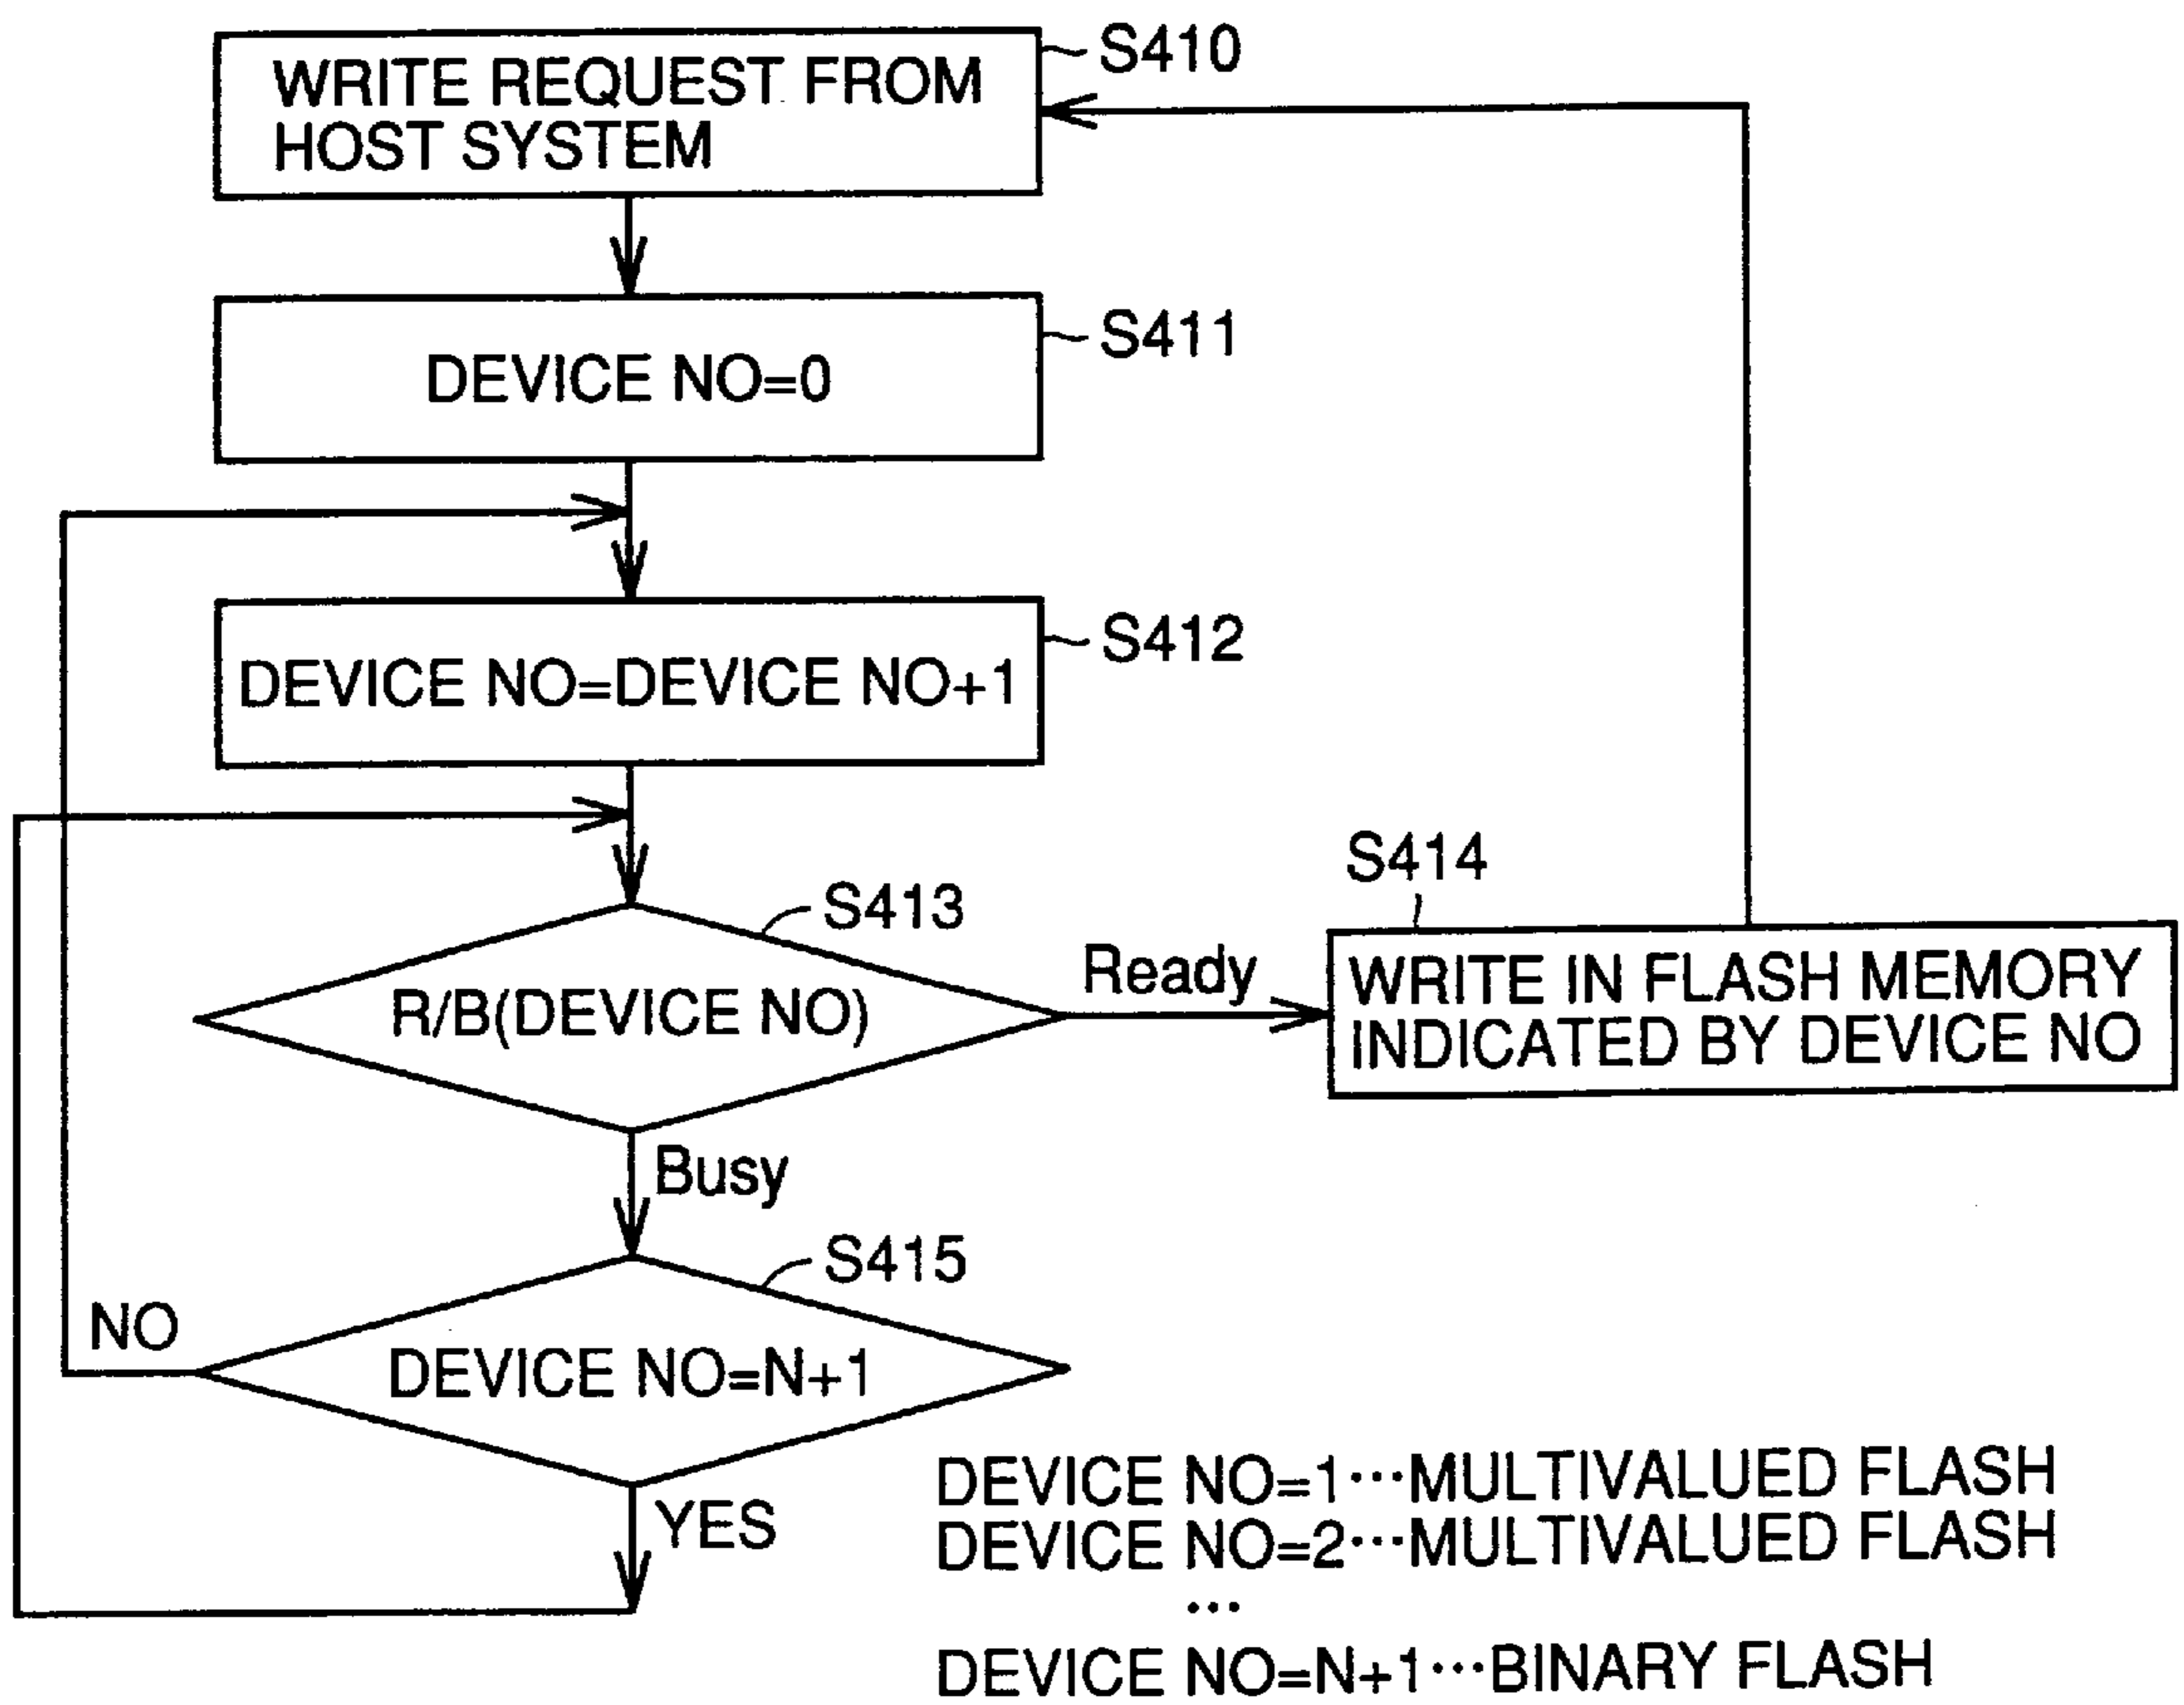 S410
WRITE REQUEST FROM
HOST SYSTEM
S411
DEVICE NO=0
S412
DEVICE NO=DEVICE NO+1
S413
R/B(DEVICE NO)
Ready
S414
WRITE IN FLASH MEMORY
INDICATED BY DEVICE NO
Busy
S415
NO
DEVICE NO=N+1
YES
DEVICE NO=1···MULTIVALUED FLASH
DEVICE NO=2···MULTIVALUED FLASH
···
DEVICE NO=N+1···BINARY FLASH